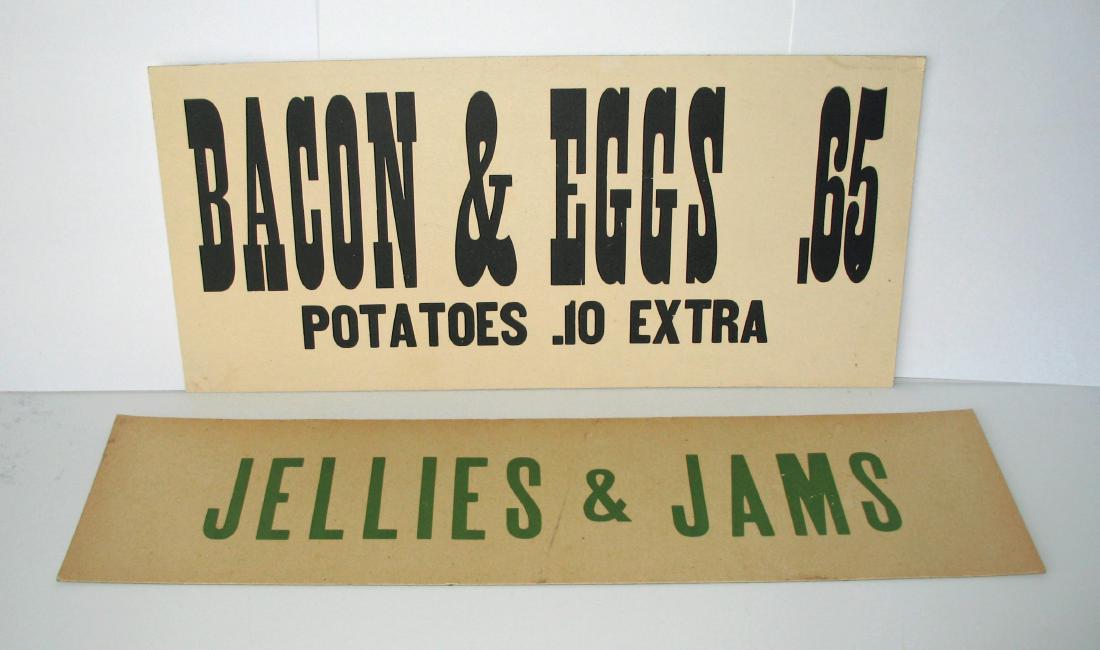 BACON & EGGS .65
POTATOES .10 EXTRA
JELLIES & JAMS